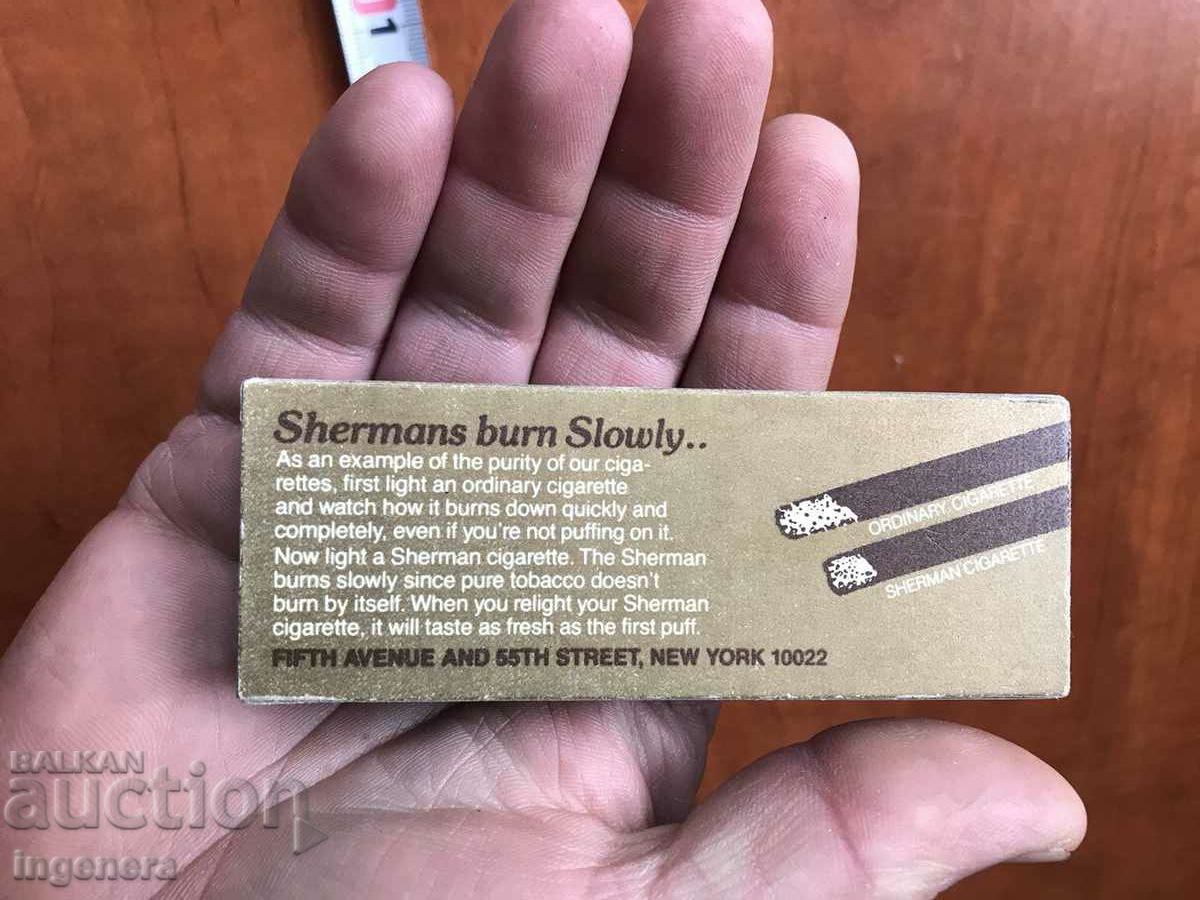 1
Shermans burn Slowly..
As an example of the purity of our ciga-
rettes, first light an ordinary cigarette
and watch how it burns down quickly and
completely, even if you're not puffing on it.
Now light a Sherman cigarette. The Sherman
burns slowly since pure tobacco doesn't
burn by itself. When you relight your Sherman
cigarette, it will taste as fresh as the first puff.
FIFTH AVENUE AND 55TH STREET, NEW YORK 10022
ORDINARY CIGARETTE
SHERMAN CIGARETTE
BALKAN
auction
ingenera